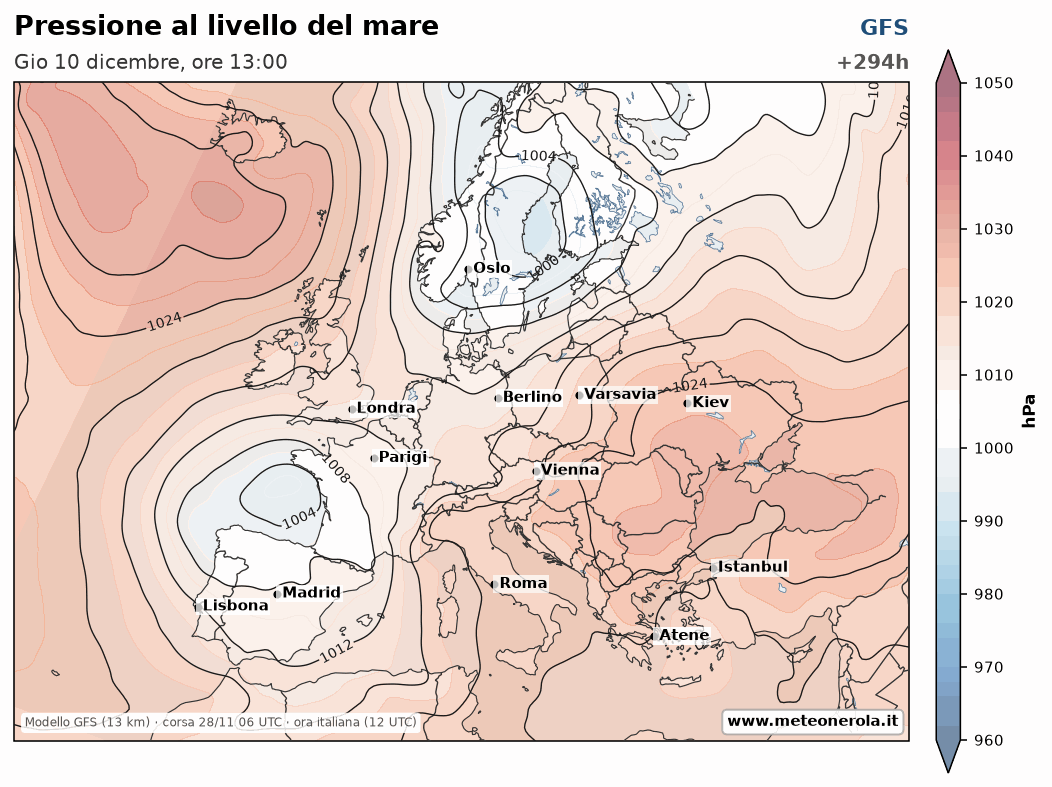 Pressione al livello del mare
GFS
Gio 10 dicembre, ore 13:00
+294h
1050
1040
1030
1020
1010
1000
990
980
970
960
hPa
1004
1000
Oslo
1024
1024
Londra
Berlino
Varsavia
Kiev
Parigi
1008
Vienna
1004
Istanbul
Roma
Madrid
Lisbona
Atene
1012
Modello GFS (13 km) · corsa 28/11 06 UTC · ora italiana (12 UTC)
www.meteonerola.it